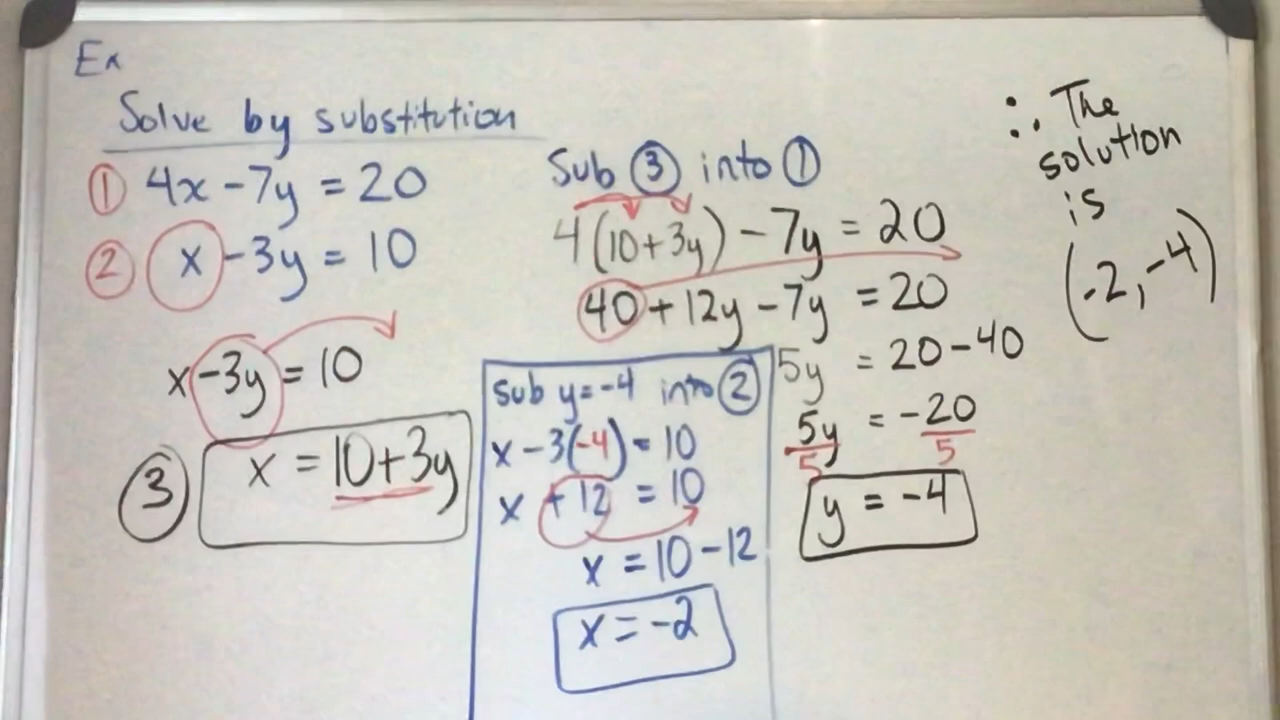 Ex
Solve by substitution
① 4x - 7y = 20
② x - 3y = 10
x - 3y = 10
③ x = 10 + 3y
Sub ③ into ①
4(10 + 3y) - 7y = 20
40 + 12y - 7y = 20
5y = 20 - 40
5y/5 = -20/5
y = -4
sub y = -4 into ②
x - 3(-4) = 10
x + 12 = 10
x = 10 - 12
x = -2
∴ The
solution
is
(-2, -4)